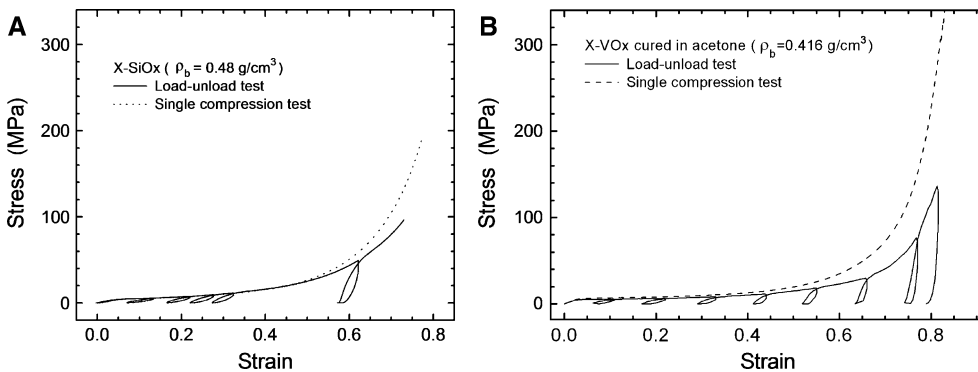 A
X-SiOx ( ρb = 0.48 g/cm³)
Load-unload test
Single compression test
300
200
100
0
Stress (MPa)
0.0 0.2 0.4 0.6 0.8
Strain
B
X-VOx cured in acetone ( ρb=0.416 g/cm³)
Load-unload test
Single compression test
300
200
100
0
Stress (MPa)
0.0 0.2 0.4 0.6 0.8
Strain